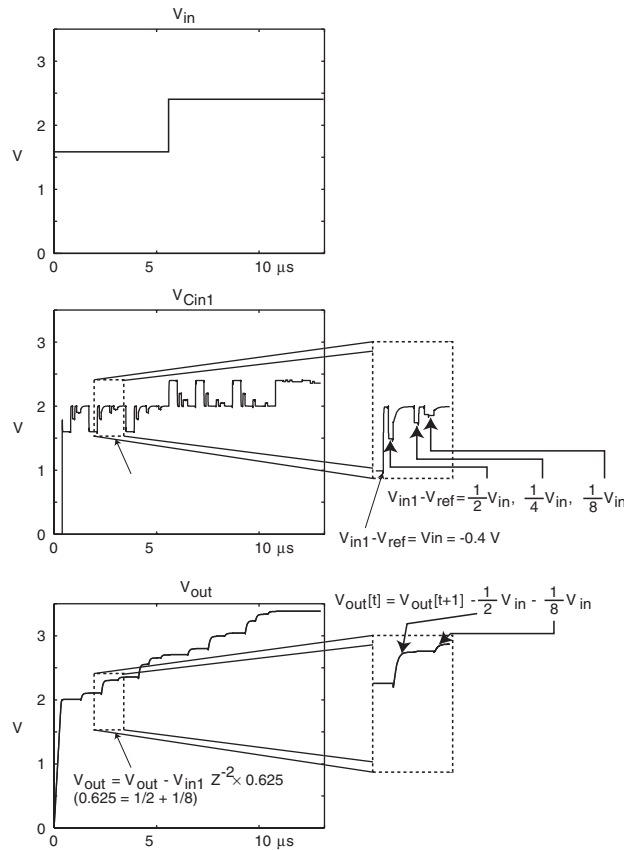 V_in
3
2
V
1
0
0 5 10 μs
V_Cin1
3
2
V
1
0
0 5 10 μs
V_in1-V_ref = 1/2 V_in, 1/4 V_in, 1/8 V_in
V_in1-V_ref = Vin = -0.4 V
V_out
V_out[t] = V_out[t+1] - 1/2 V_in - 1/8 V_in
3
2
V
1
0
V_out = V_out - V_in1 Z^-2 × 0.625
(0.625 = 1/2 + 1/8)
0 5 10 μs